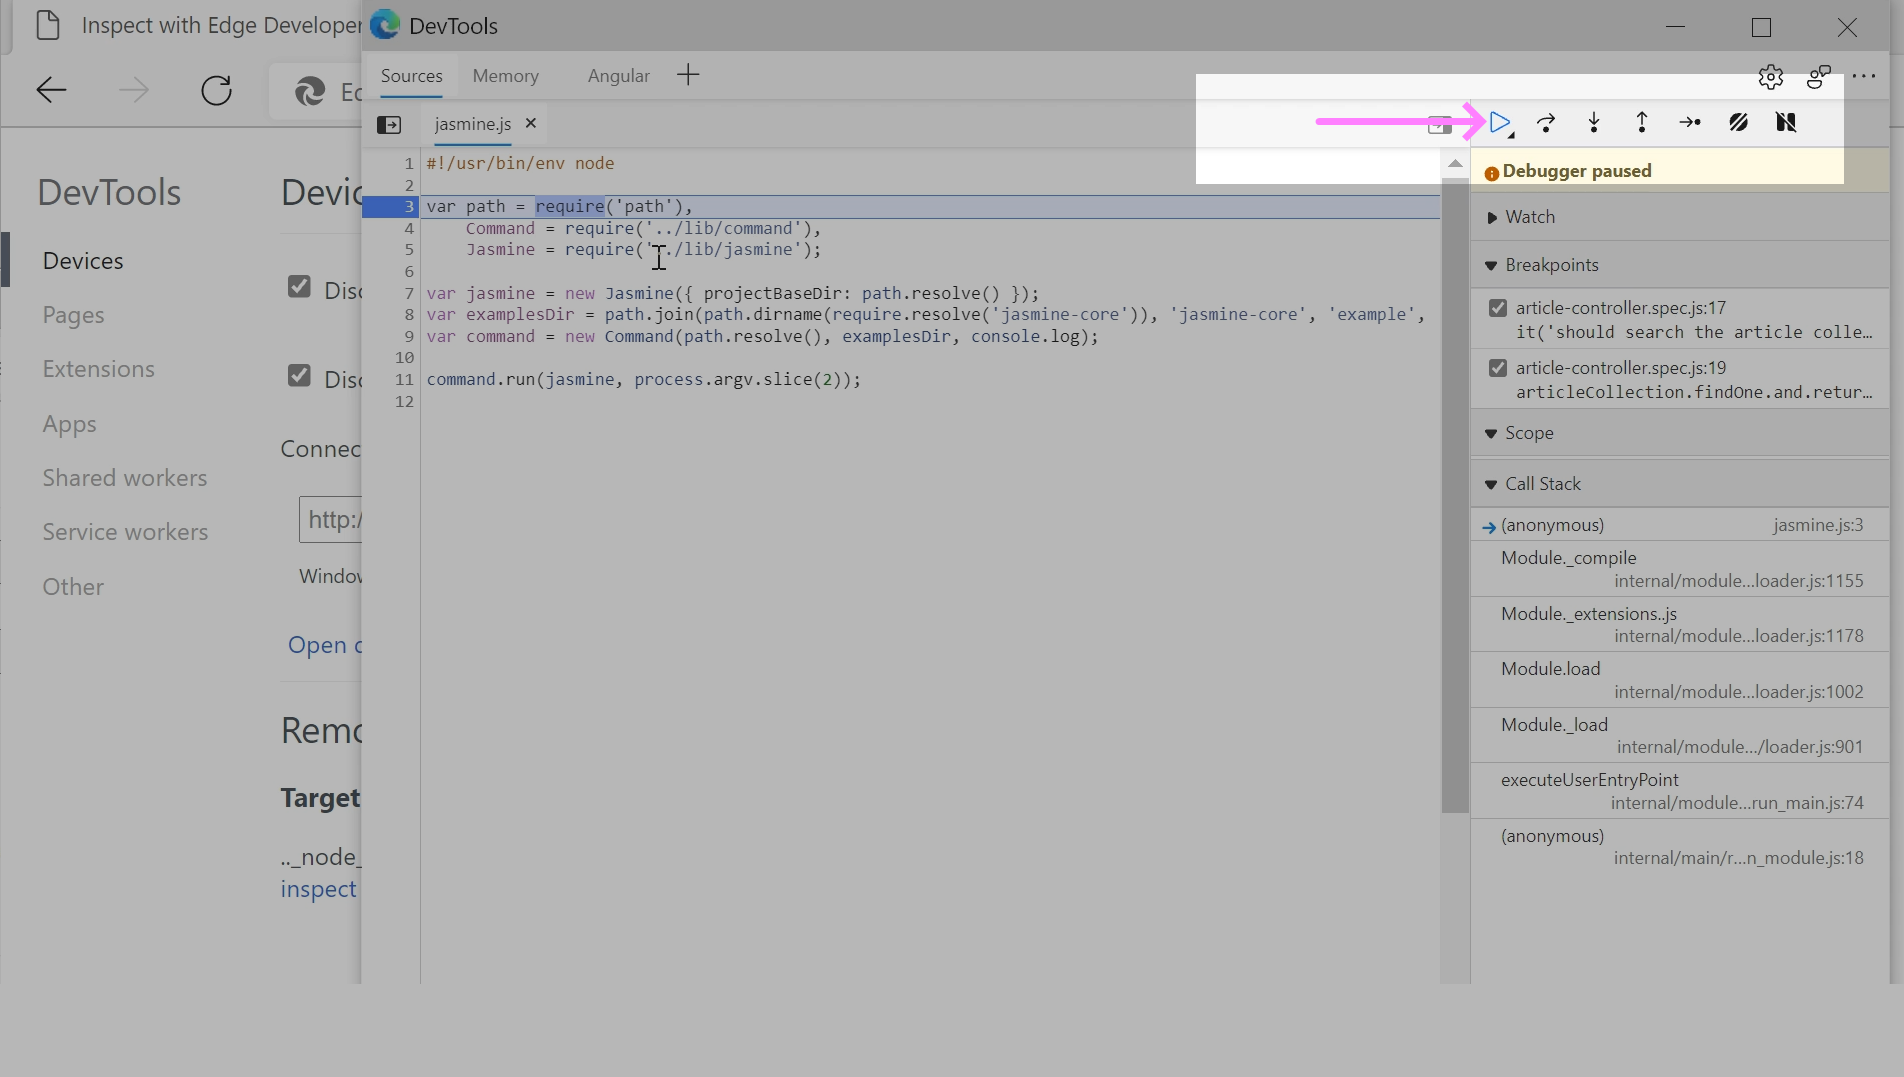 Inspect with Edge Developer
DevTools
Sources
Memory
Angular
jasmine.js
DevTools
Devices
Pages
Extensions
Apps
Shared workers
Service workers
Other
Devic
Disc
Disc
Connec
http:/
Window
Open
Remo
Target
.._node_
inspect
1 #!/usr/bin/env node
2
3 var path = require('path'),
4 Command = require('../lib/command'),
5 Jasmine = require('../lib/jasmine');
6
7 var jasmine = new Jasmine({ projectBaseDir: path.resolve() });
8 var examplesDir = path.join(path.dirname(require.resolve('jasmine-core')), 'jasmine-core', 'example',
9 var command = new Command(path.resolve(), examplesDir, console.log);
10
11 command.run(jasmine, process.argv.slice(2));
12
Debugger paused
Watch
Breakpoints
article-controller.spec.js:17
it('should search the article colle…
article-controller.spec.js:19
articleCollection.findOne.and.retur…
Scope
Call Stack
(anonymous) jasmine.js:3
Module._compile
internal/module…loader.js:1155
Module._extensions..js
internal/module…loader.js:1178
Module.load
internal/module…loader.js:1002
Module._load
internal/module…/loader.js:901
executeUserEntryPoint
internal/module…run_main.js:74
(anonymous)
internal/main/r…n_module.js:18